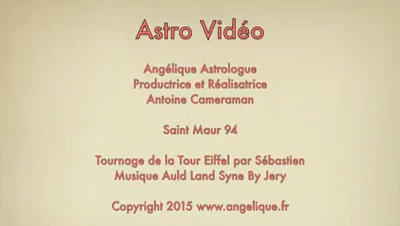 Astro Vidéo
Angélique Astrologue
Productrice et Réalisatrice
Antoine Cameraman
Saint Maur 94
Tournage de la Tour Eiffel par Sébastien
Musique Auld Land Syne By Jery
Copyright 2015 www.angelique.fr